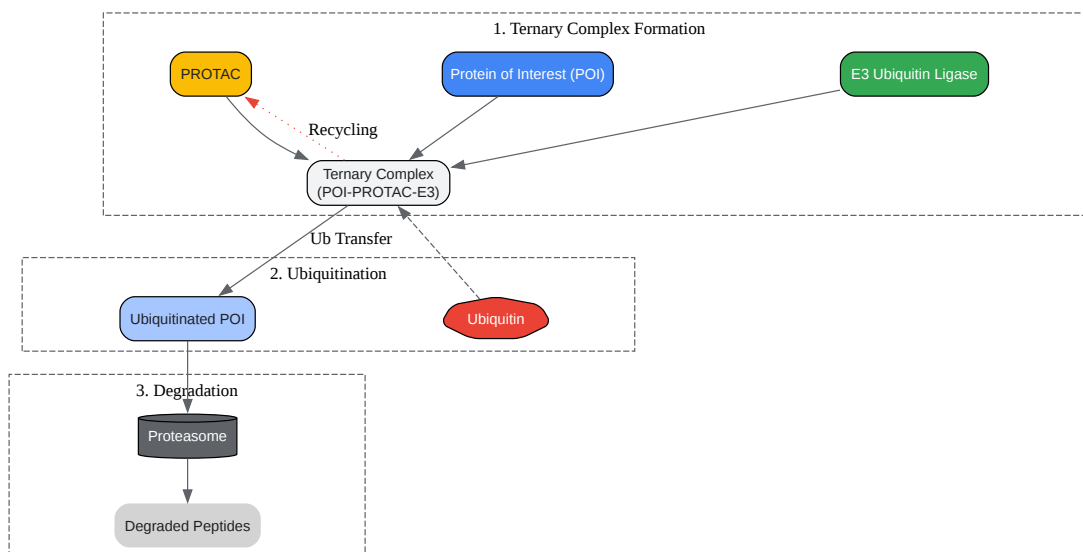 1. Ternary Complex Formation
PROTAC
Protein of Interest (POI)
E3 Ubiquitin Ligase
Recycling
Ternary Complex
(POI-PROTAC-E3)
Ub Transfer
2. Ubiquitination
Ubiquitinated POI
Ubiquitin
3. Degradation
Proteasome
Degraded Peptides